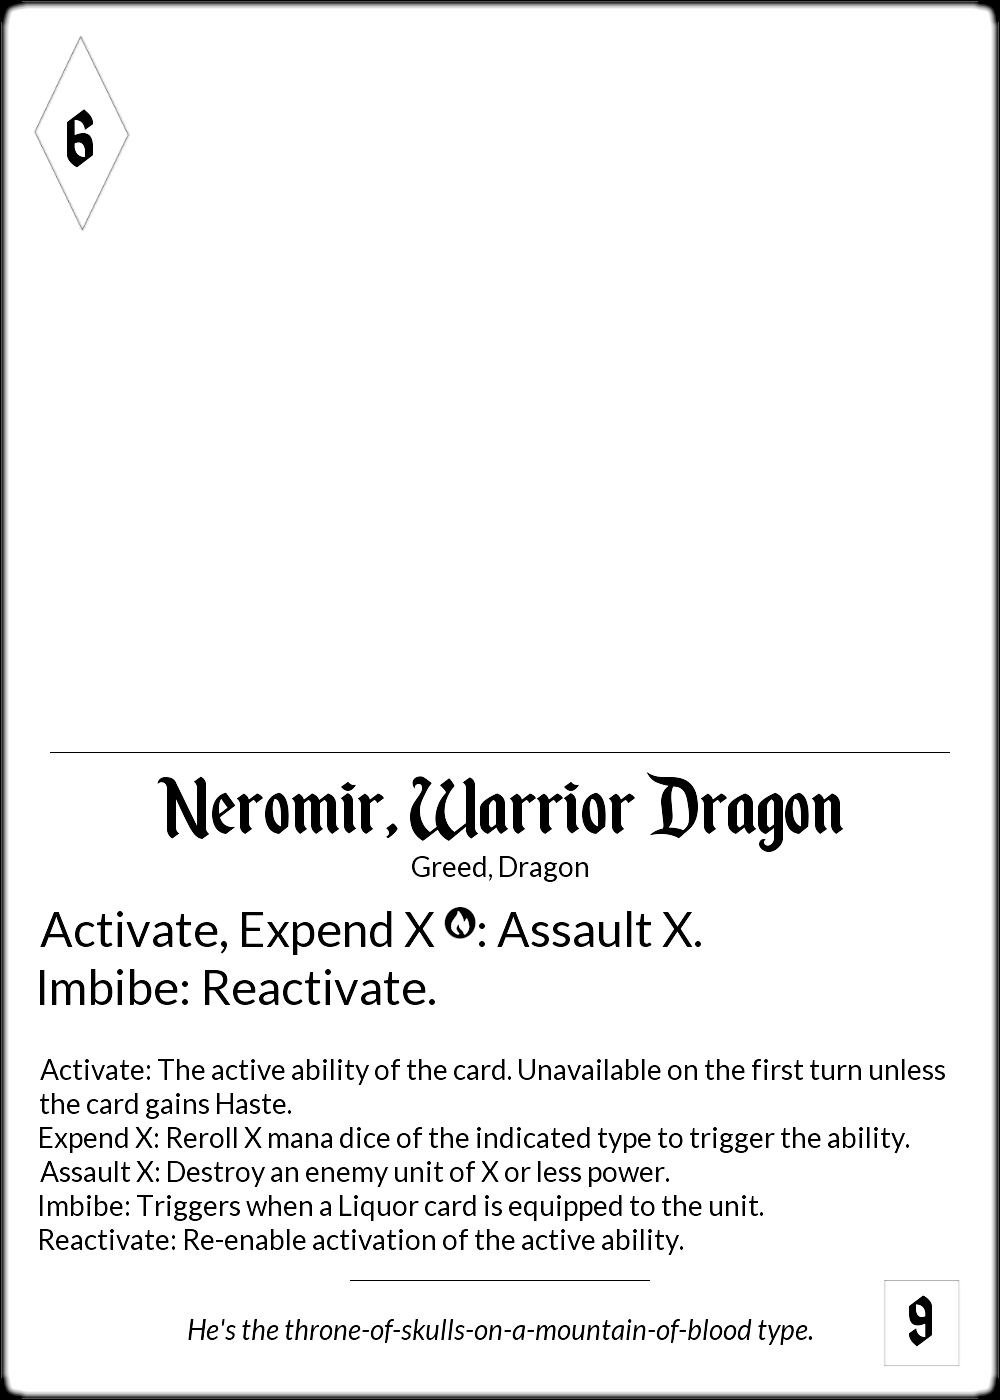 6
Neromir, Warrior Dragon
Greed, Dragon
Activate, Expend X : Assault X.
Imbibe: Reactivate.
Activate: The active ability of the card. Unavailable on the first turn unless
the card gains Haste.
Expend X: Reroll X mana dice of the indicated type to trigger the ability.
Assault X: Destroy an enemy unit of X or less power.
Imbibe: Triggers when a Liquor card is equipped to the unit.
Reactivate: Re-enable activation of the active ability.
He's the throne-of-skulls-on-a-mountain-of-blood type.
9